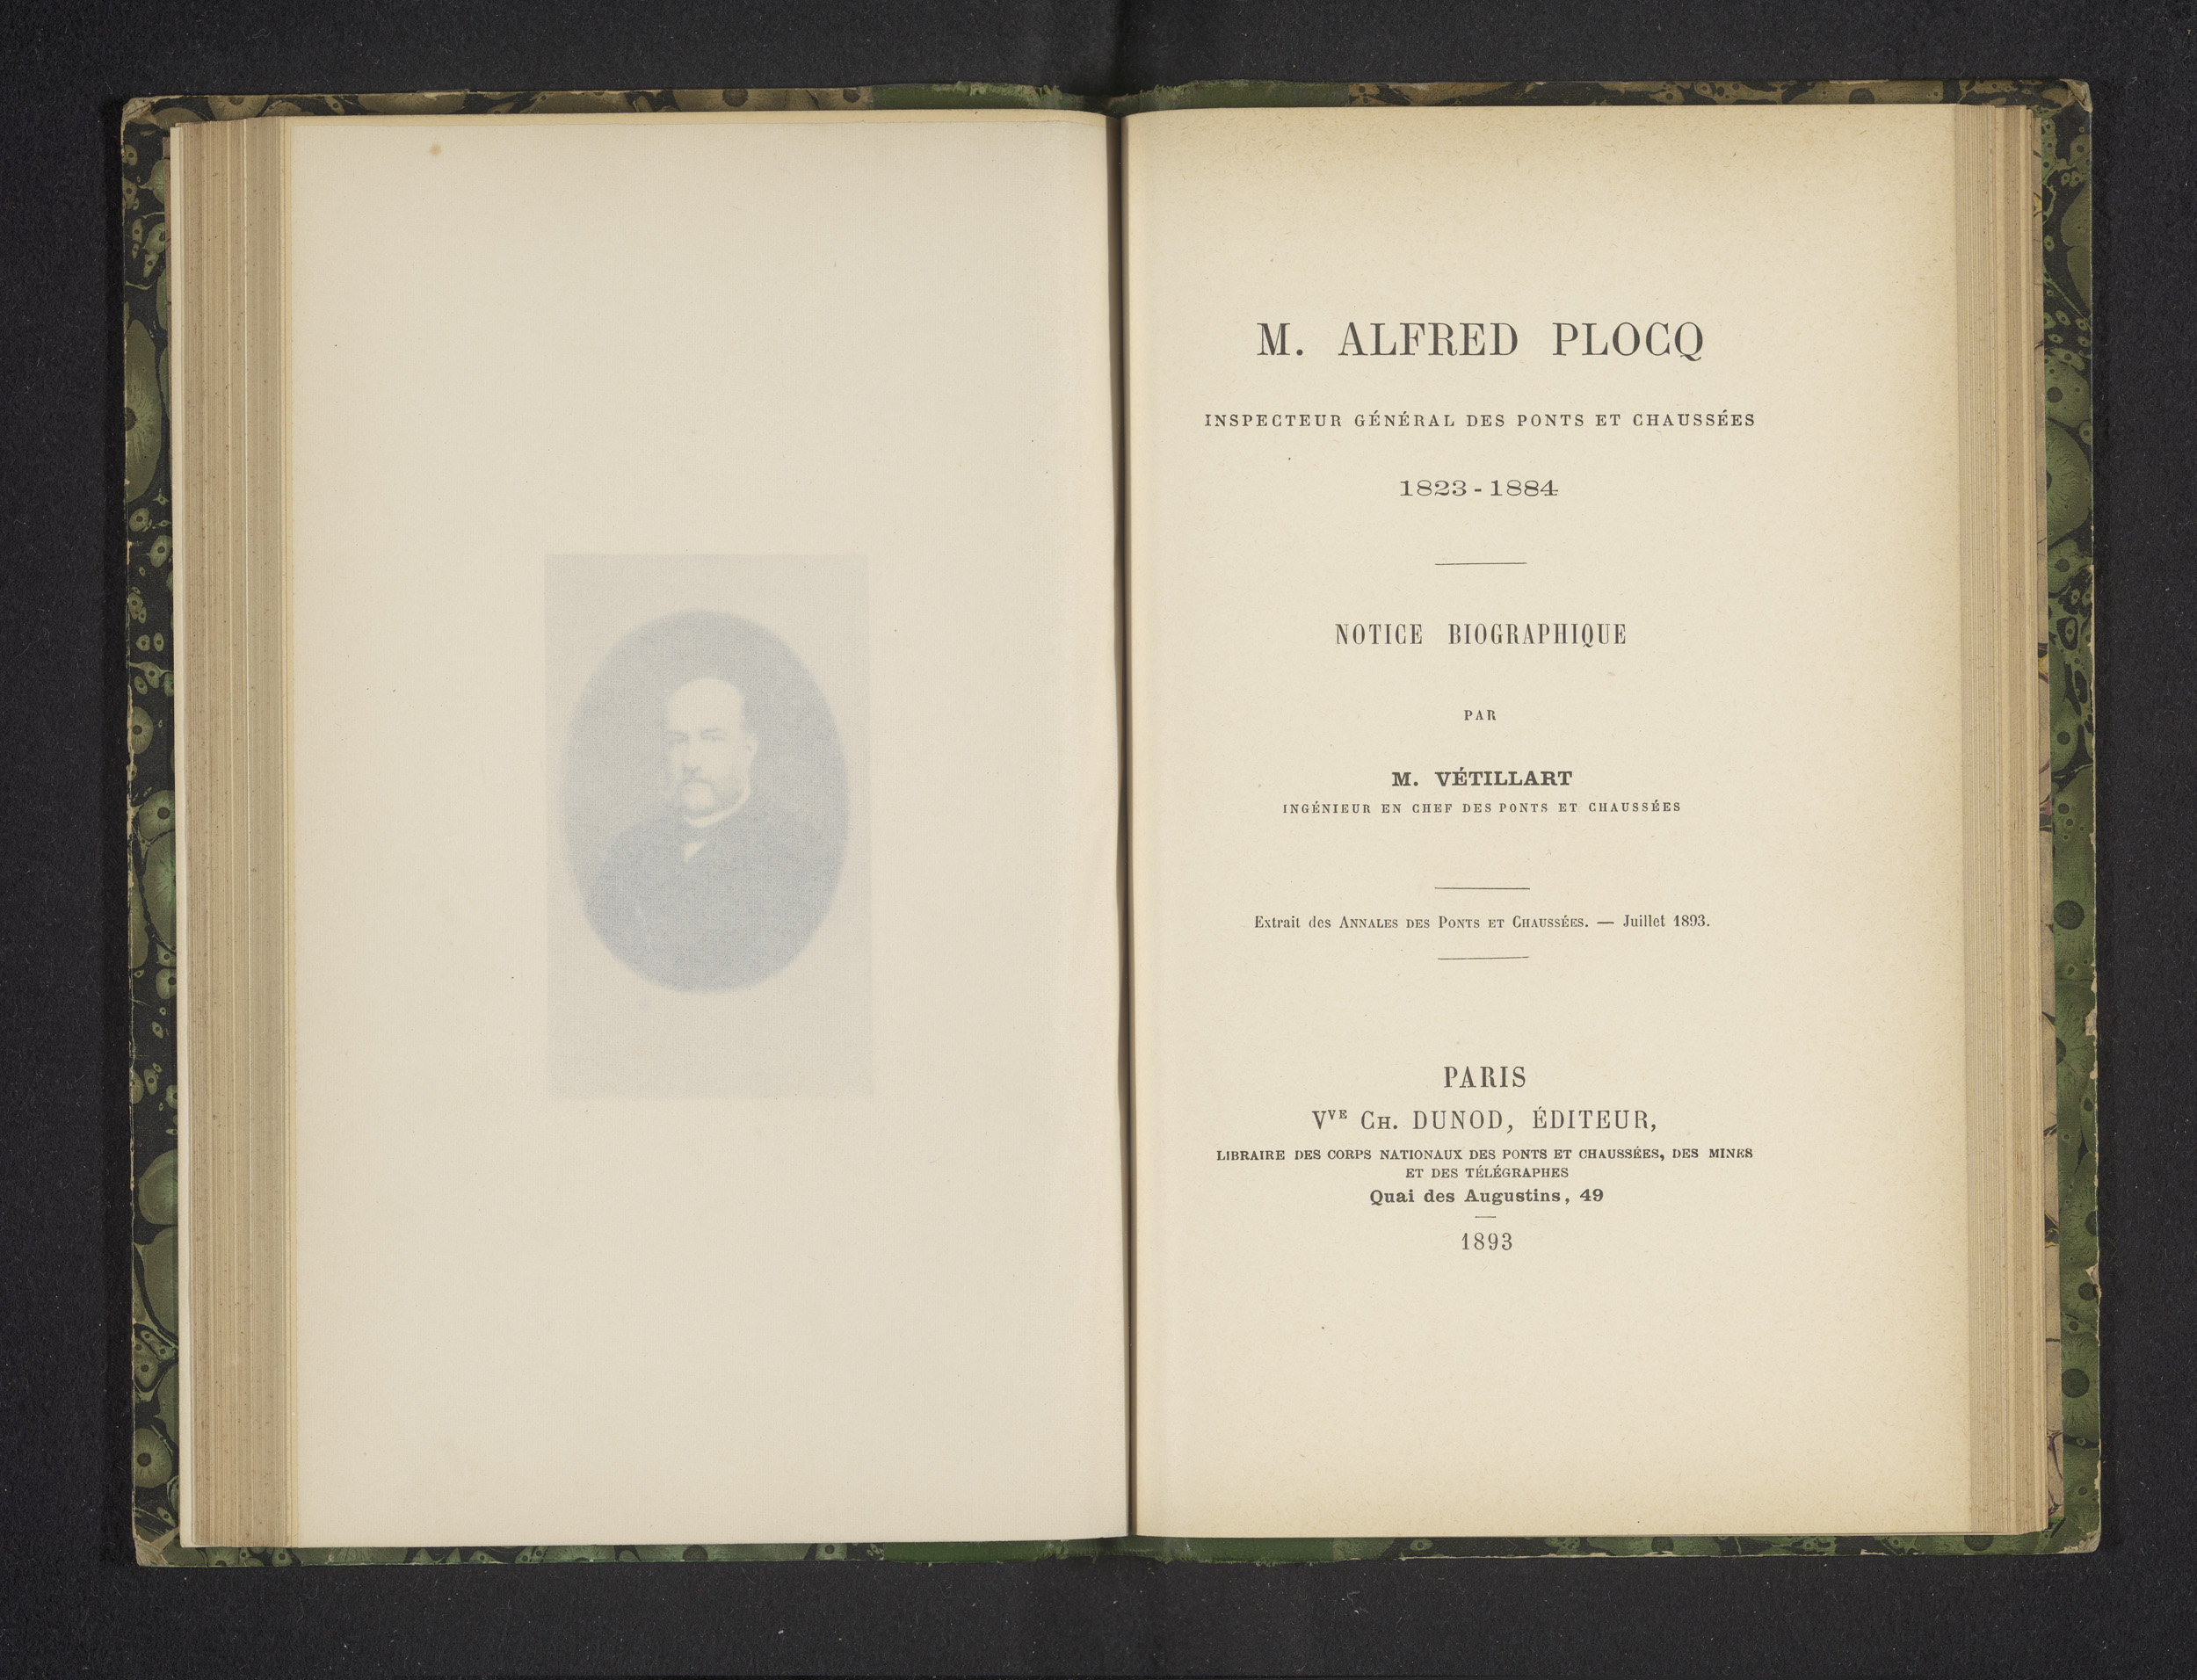 M. ALFRED PLOCQ
INSPECTEUR GÉNÉRAL DES PONTS ET CHAUSSÉES
1823-1884
NOTICE BIOGRAPHIQUE
PAR
M. VÉTILLART
INGÉNIEUR EN CHEF DES PONTS ET CHAUSSÉES
Extrait des ANNALES DES PONTS ET CHAUSSÉES. — Juillet 1893.
PARIS
VVE CH. DUNOD, ÉDITEUR,
LIBRAIRE DES CORPS NATIONAUX DES PONTS ET CHAUSSÉES, DES MINES
ET DES TÉLÉGRAPHES
Quai des Augustins, 49
1893